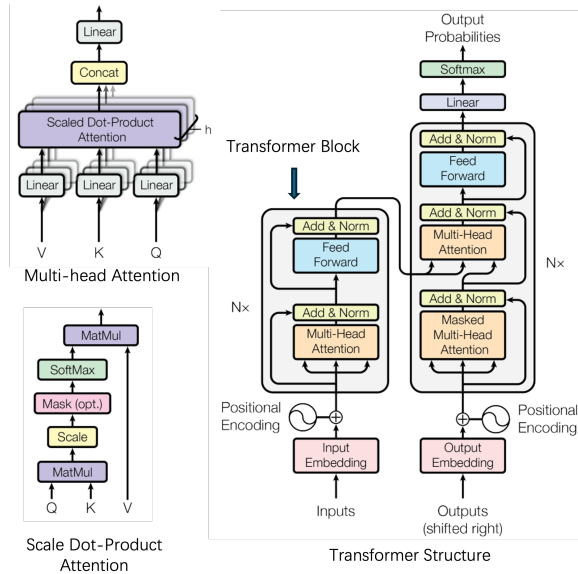 Linear
Concat
Scaled Dot-Product
Attention
h
Linear
Linear
Linear
V
K
Q
Multi-head Attention
MatMul
SoftMax
Mask (opt.)
Scale
MatMul
Q
K
V
Scale Dot-Product
Attention
Output
Probabilities
Softmax
Linear
Transformer Block
Add & Norm
Feed
Forward
Add & Norm
Multi-Head
Attention
N×
Positional
Encoding
Input
Embedding
Inputs
Add & Norm
Feed
Forward
Add & Norm
Multi-Head
Attention
N×
Add & Norm
Masked
Multi-Head
Attention
Positional
Encoding
Output
Embedding
Outputs
(shifted right)
Transformer Structure